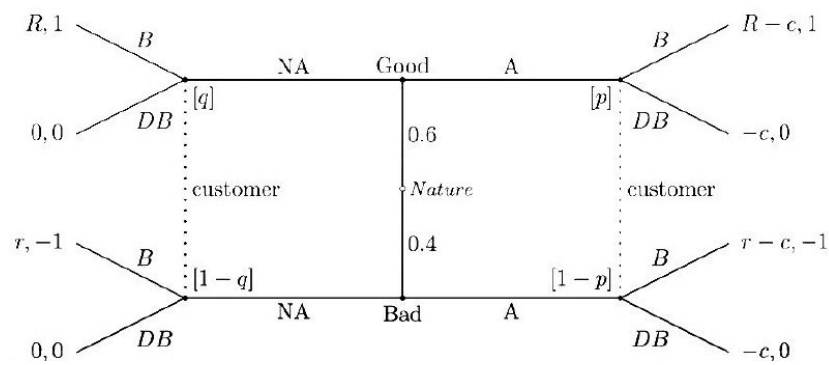 R, 1
B
NA
Good
A
B
R − c, 1
[q]
[p]
0, 0
DB
0.6
DB
−c, 0
customer
Nature
customer
r, −1
B
0.4
B
r − c, −1
[1 − q]
[1 − p]
NA
Bad
A
0, 0
DB
DB
−c, 0